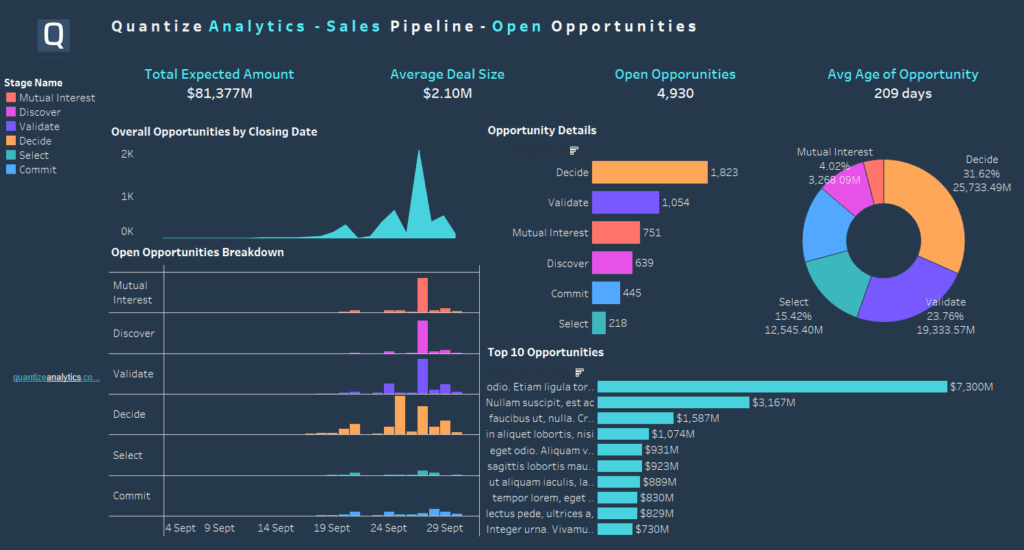 Q
Quantize Analytics - Sales Pipeline - Open Opportunities
Total Expected Amount
$81,377M
Average Deal Size
$2.10M
Open Opporunities
4,930
Avg Age of Opportunity
209 days
Stage Name
Mutual Interest
Discover
Validate
Decide
Select
Commit
quantizeanalytics.co...
Overall Opportunities by Closing Date
2K
1K
0K
Open Opportunities Breakdown
Mutual
Interest
Discover
Validate
Decide
Select
Commit
4 Sept 9 Sept 14 Sept 19 Sept 24 Sept 29 Sept
Opportunity Details
Decide 1,823
Validate 1,054
Mutual Interest 751
Discover 639
Commit 445
Select 218
Mutual Interest
4.02%
3,268.09M
Decide
31.62%
25,733.49M
Select
15.42%
12,545.40M
Validate
23.76%
19,333.57M
Top 10 Opportunities
odio. Etiam ligula tor.. $7,300M
Nullam suscipit, est ac $3,167M
faucibus ut, nulla. Cr.. $1,587M
in aliquet lobortis, nisi $1,074M
eget odio. Aliquam v.. $931M
sagittis lobortis mau.. $923M
ut aliquam iaculis, la.. $889M
tempor lorem, eget .. $830M
lectus pede, ultrices a, $829M
Integer urna. Vivamu.. $730M